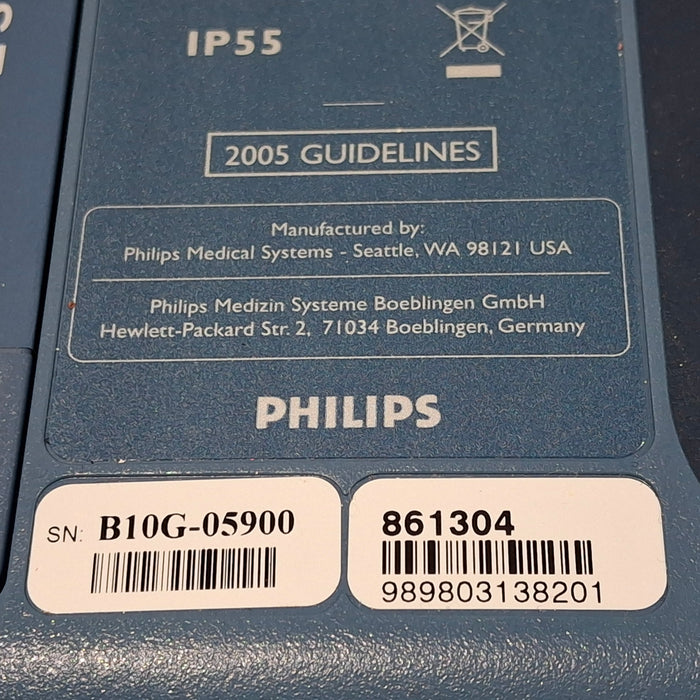 IP55
2005 GUIDELINES
Manufactured by:
Philips Medical Systems - Seattle, WA 98121 USA
Philips Medizin Systeme Boeblingen GmbH
Hewlett-Packard Str. 2, 71034 Boeblingen, Germany
PHILIPS
SN: B10G-05900
861304
989803138201